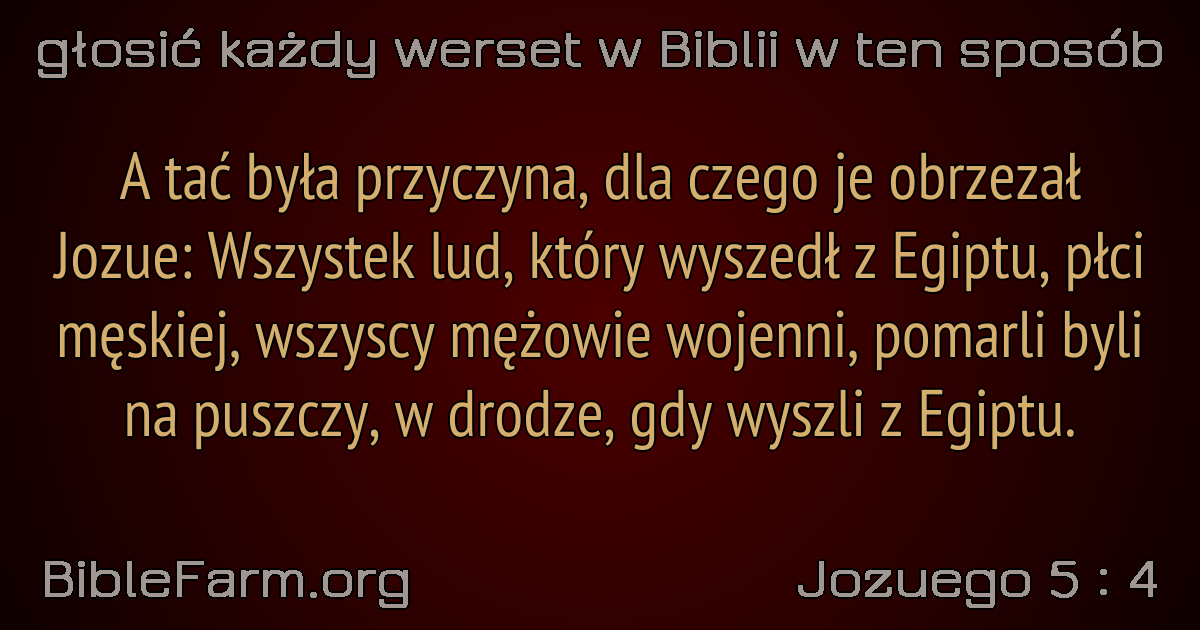 głosić każdy werset w Biblii w ten sposób
A tać była przyczyna, dla czego je obrzezał
Jozue: Wszystek lud, który wyszedł z Egiptu, płci
męskiej, wszyscy mężowie wojenni, pomarli byli
na puszczy, w drodze, gdy wyszli z Egiptu.
BibleFarm.org
Jozuego 5 : 4